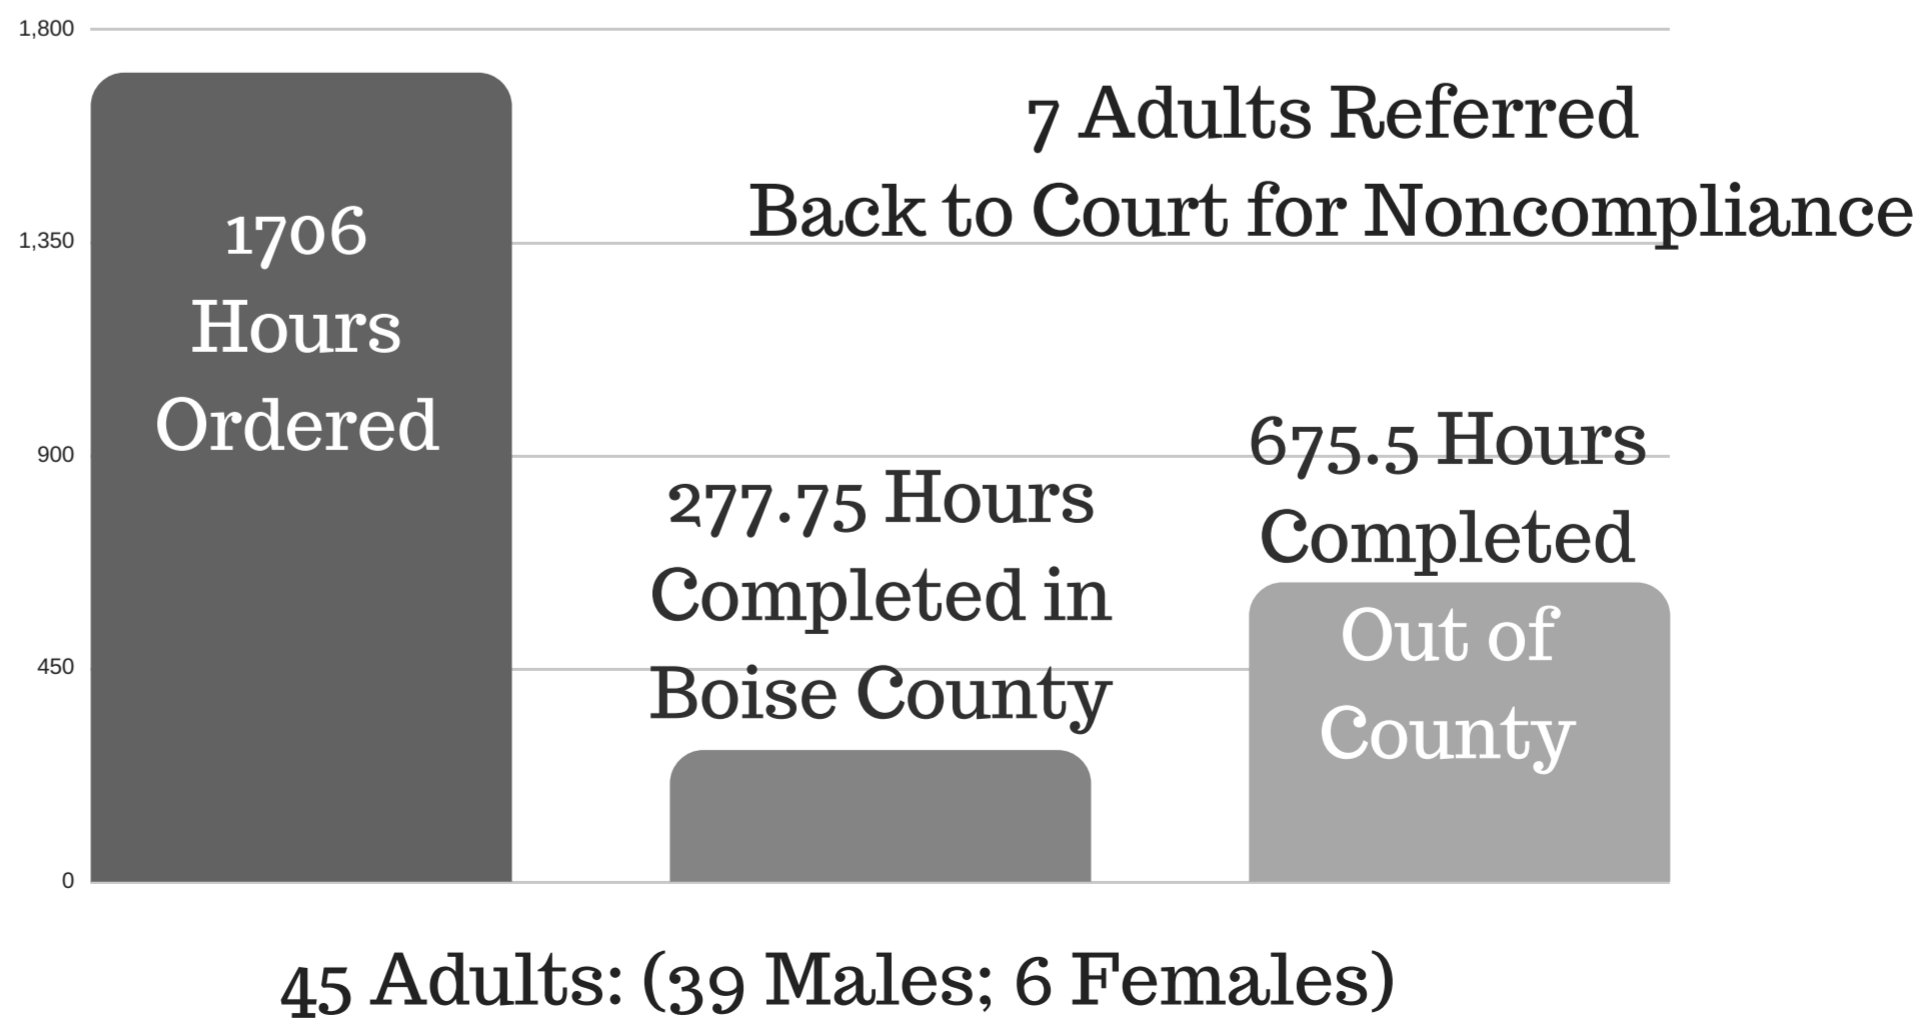 1,800
7 Adults Referred
Back to Court for Noncompliance
1706
Hours
Ordered
1,350
900
675.5 Hours
Completed
Out of
County
277.75 Hours
Completed in
Boise County
450
0
45 Adults: (39 Males; 6 Females)